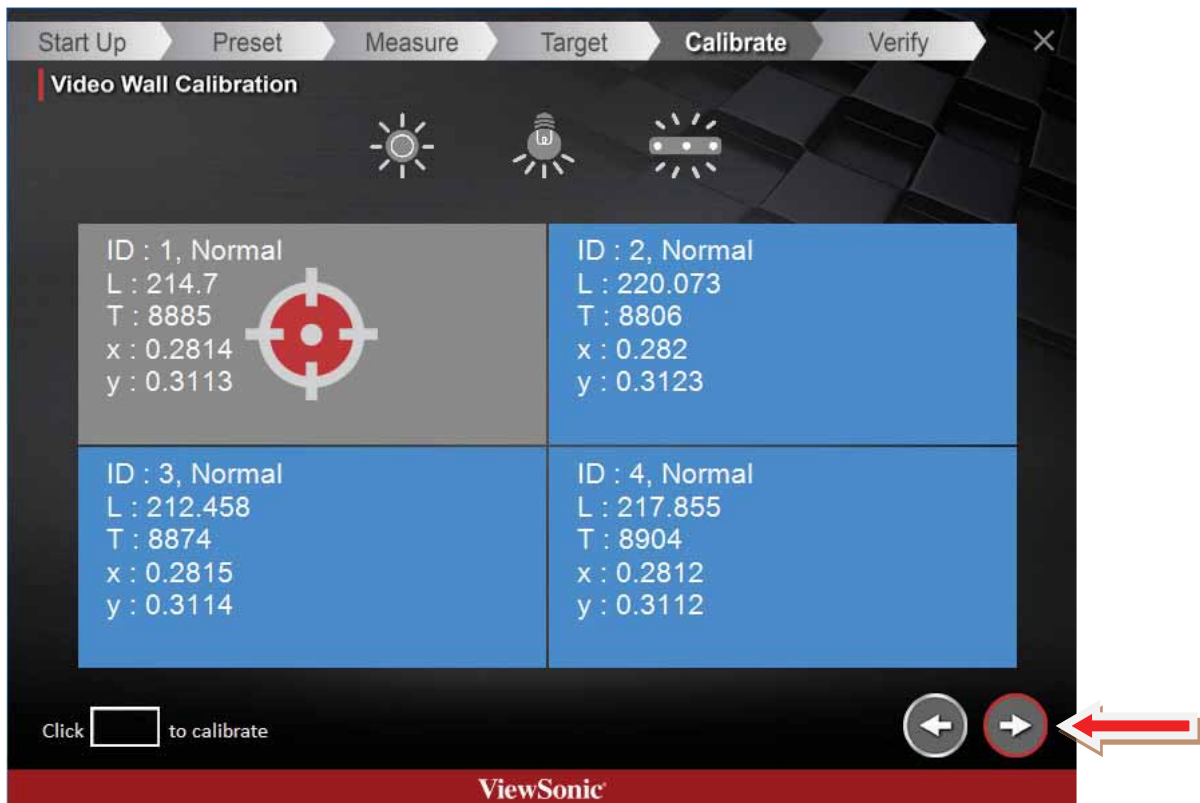 Start Up Preset Measure Target Calibrate Verify
Video Wall Calibration
ID : 1, Normal
L : 214.7
T : 8885
x : 0.2814
y : 0.3113
ID : 2, Normal
L : 220.073
T : 8806
x : 0.282
y : 0.3123
ID : 3, Normal
L : 212.458
T : 8874
x : 0.2815
y : 0.3114
ID : 4, Normal
L : 217.855
T : 8904
x : 0.2812
y : 0.3112
Click to calibrate
ViewSonic